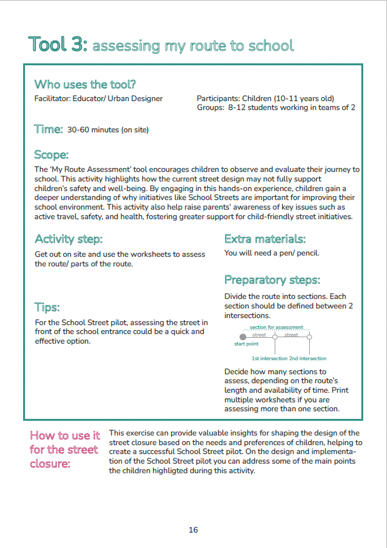 Tool 3: assessing my route to school
Who uses the tool?
Facilitator: Educator/ Urban Designer
Participants: Children (10-11 years old)
Groups: 8-12 students working in teams of 2
Time: 30-60 minutes (on site)
Scope:
The 'My Route Assessment' tool encourages children to observe and evaluate their journey to
school. This activity highlights how the current street design may not fully support
children's safety and well-being. By engaging in this hands-on experience, children gain a
deeper understanding of why initiatives like School Streets are important for improving their
school environment. This activity also help raise parents' awareness of key issues such as
active travel, safety, and health, fostering greater support for child-friendly street initiatives.
Activity step:
Get out on site and use the worksheets to assess
the route/ parts of the route.
Tips:
For the School Street pilot, assessing the street in
front of the school entrance could be a quick and
effective option.
Extra materials:
You will need a pen/ pencil.
Preparatory steps:
Divide the route into sections. Each
section should be defined between 2
intersections.
section for assessment
street street
start point
1st intersection 2nd intersection
Decide how many sections to
assess, depending on the route's
length and availability of time. Print
multiple worksheets if you are
assessing more than one section.
How to use it
for the street
closure:
This exercise can provide valuable insights for shaping the design of the
street closure based on the needs and preferences of children, helping to
create a successful School Street pilot. On the design and implementa-
tion of the School Street pilot you can address some of the main points
the children highligted during this activity.
16